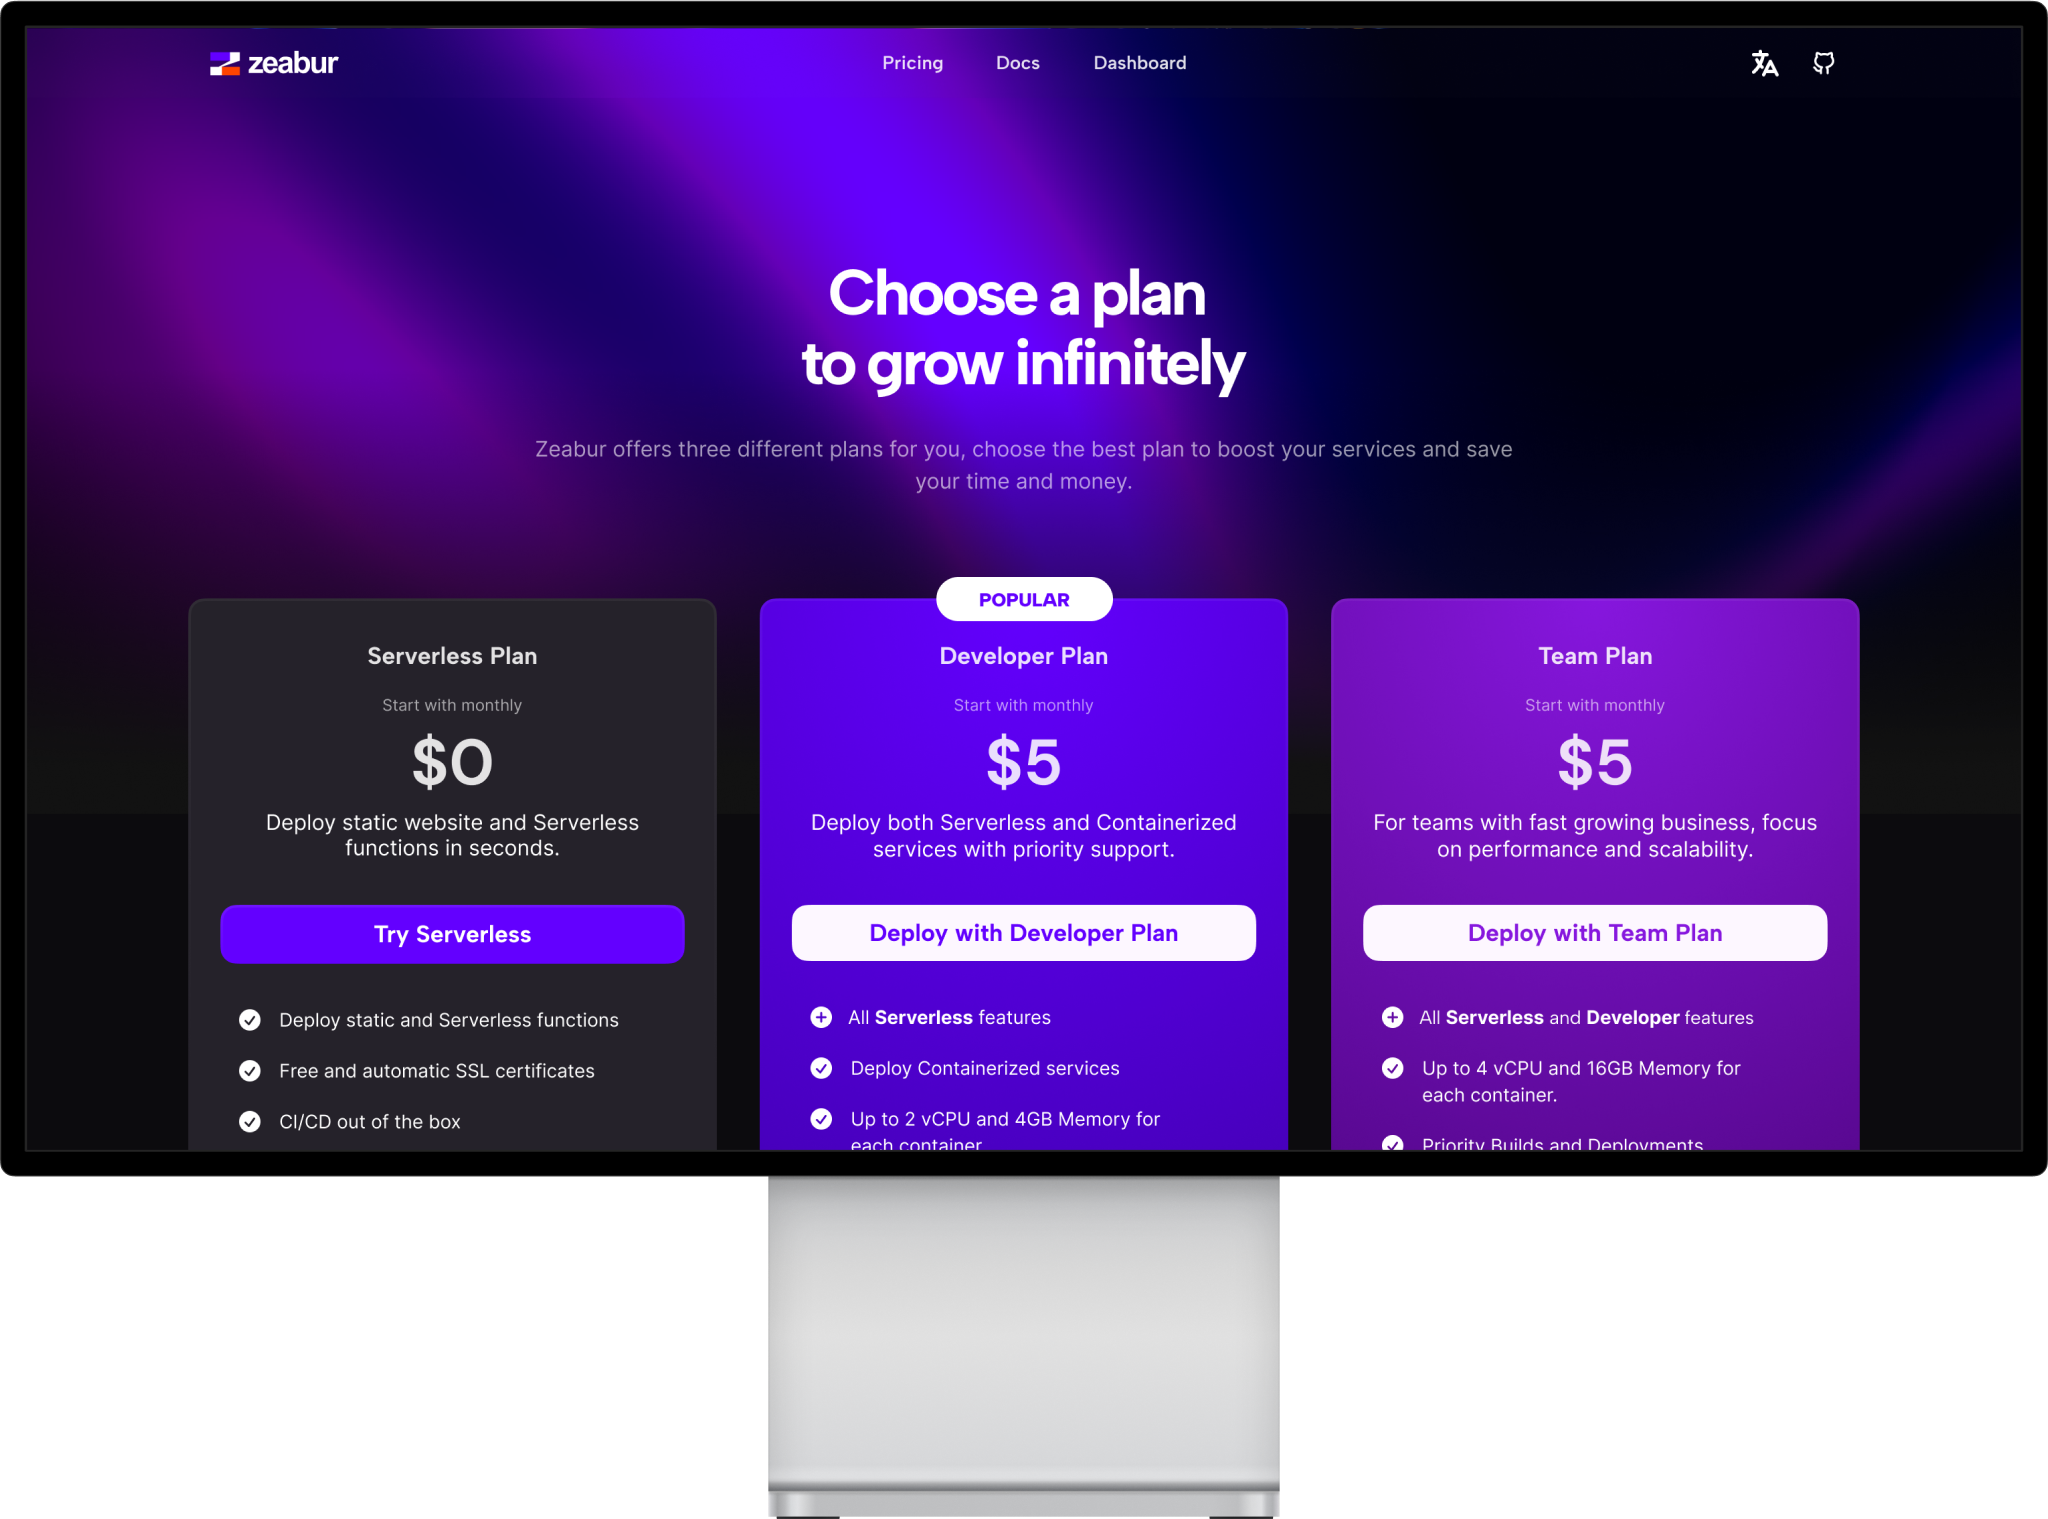 zeabur
Pricing
Docs
Dashboard
Choose a plan
to grow infinitely
Zeabur offers three different plans for you, choose the best plan to boost your services and save
your time and money.
Serverless Plan
Start with monthly
$0
Deploy static website and Serverless
functions in seconds.
Try Serverless
Deploy static and Serverless functions
Free and automatic SSL certificates
CI/CD out of the box
POPULAR
Developer Plan
Start with monthly
$5
Deploy both Serverless and Containerized
services with priority support.
Deploy with Developer Plan
All Serverless features
Deploy Containerized services
Up to 2 vCPU and 4GB Memory for
each container
Team Plan
Start with monthly
$5
For teams with fast growing business, focus
on performance and scalability.
Deploy with Team Plan
All Serverless and Developer features
Up to 4 vCPU and 16GB Memory for
each container.
Priority Builds and Deployments